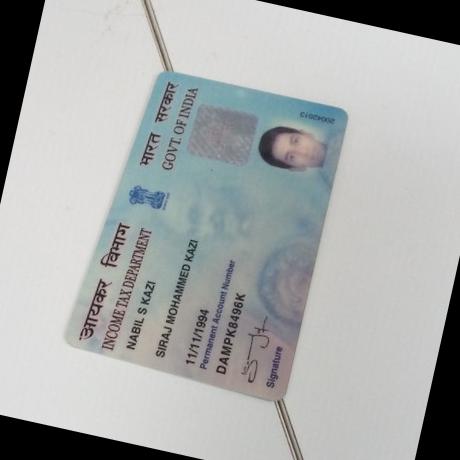 आयकर विभाग
INCOME TAX DEPARTMENT
भारत सरकार
GOVT. OF INDIA
NABIL S KAZI
SIRAJ MOHAMMED KAZI
11/11/1994
Permanent Account Number
DAMPK8496K
Signature
20042013